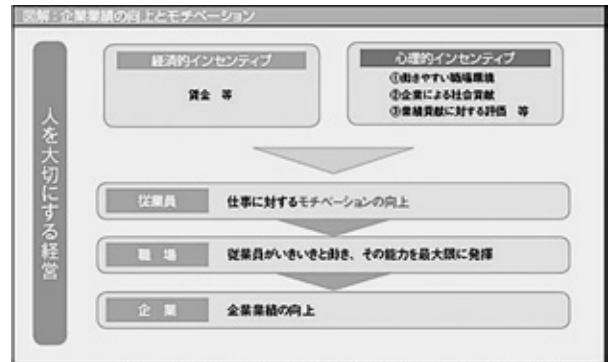 図解：企業業績の向上とモチベーション
人を大切にする経営
経済的インセンティブ
賃金 等
心理的インセンティブ
①働きやすい職場環境
②企業による社会貢献
③業績貢献に対する評価 等
従業員 仕事に対するモチベーションの向上
職 場 従業員がいきいきと働き、その能力を最大限に発揮
企 業 企業業績の向上